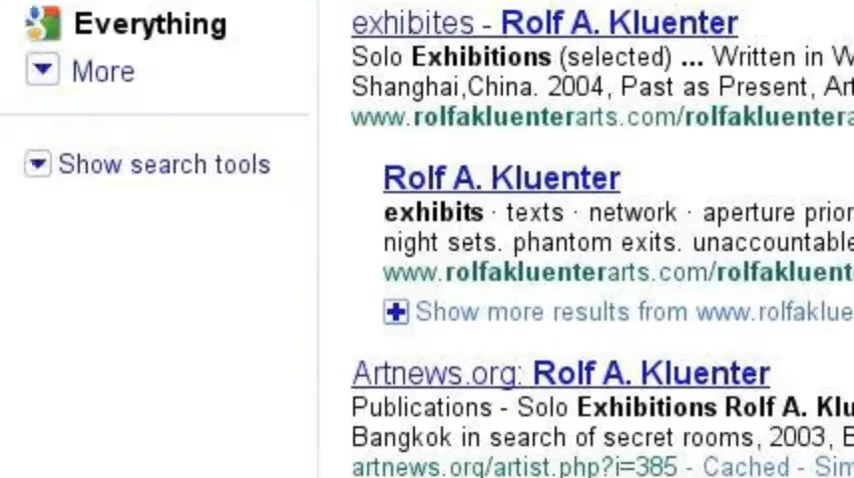 Everything
More
Show search tools
exhibites - Rolf A. Kluenter
Solo Exhibitions (selected) ... Written in W
Shanghai,China. 2004, Past as Present, Art
www.rolfakluenterarts.com/rolfakluentera
Rolf A. Kluenter
exhibits · texts · network · aperture prior
night sets. phantom exits. unaccountable
www.rolfakluenterarts.com/rolfakluent
Show more results from www.rolfaklue
Artnews.org: Rolf A. Kluenter
Publications - Solo Exhibitions Rolf A. Klu
Bangkok in search of secret rooms, 2003, B
artnews.org/artist.php?i=385 - Cached - Sim